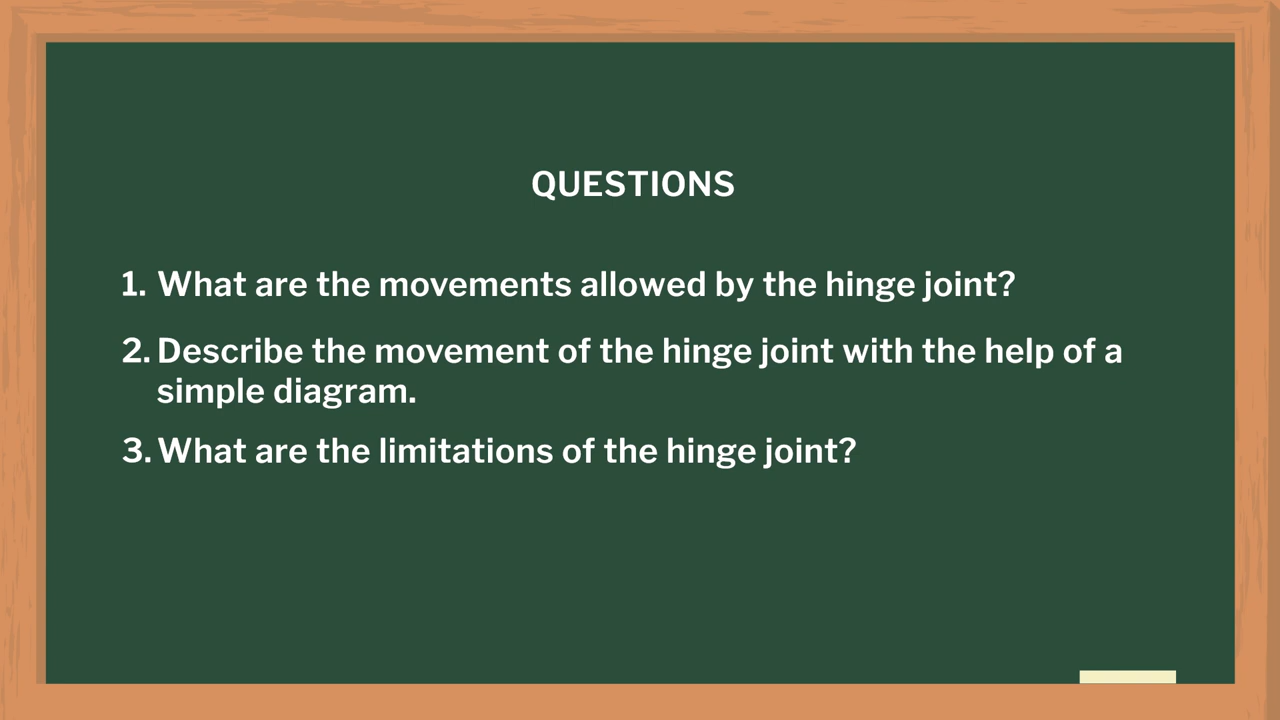 QUESTIONS
1. What are the movements allowed by the hinge joint?
2. Describe the movement of the hinge joint with the help of a
simple diagram.
3. What are the limitations of the hinge joint?